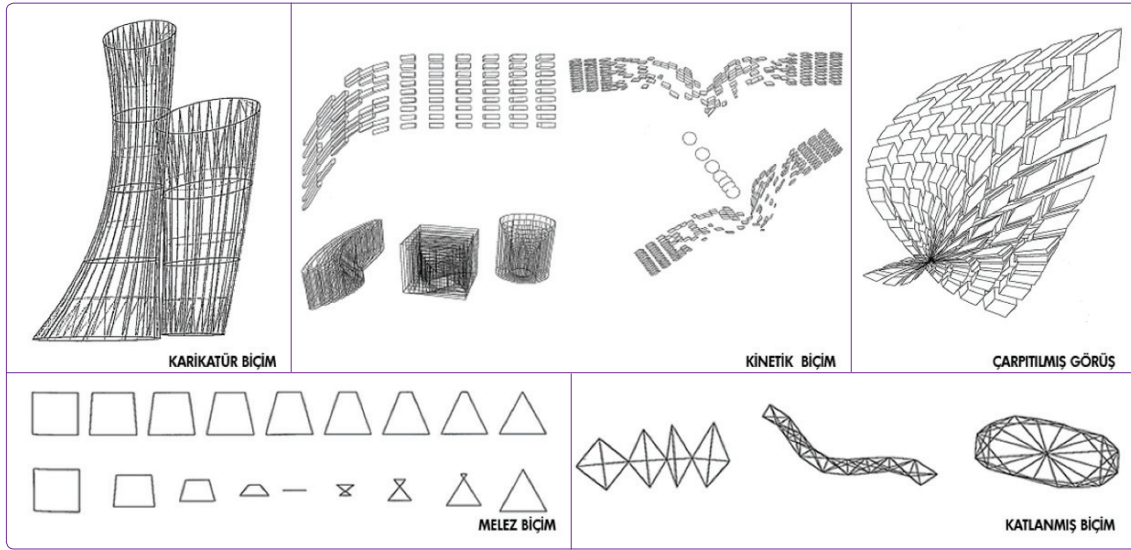 KARİKATÜR BİÇİM
KİNETİK BİÇİM
ÇARPITILMIŞ GÖRÜŞ
MELEZ BİÇİM
KATLANMIŞ BİÇİM